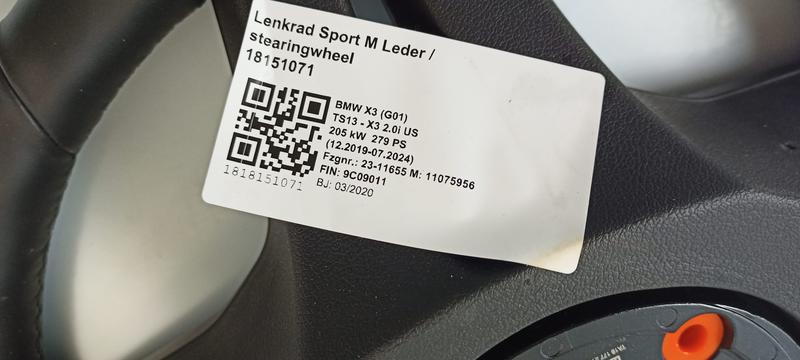 Lenkrad Sport M Leder /
stearingwheel
18151071
BMW X3 (G01)
TS13 - X3 2.0i US
205 kW 279 PS
(12.2019-07.2024)
Fzgnr.: 23-11655 M: 11075956
FIN: 9C09011
BJ: 03/2020
1818151071